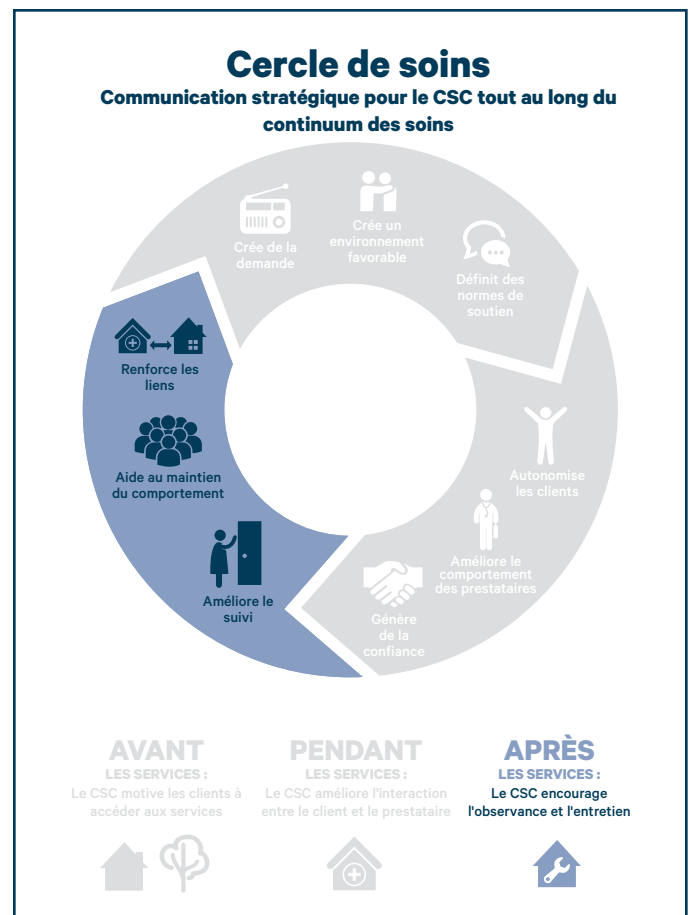 Cercle de soins
Communication stratégique pour le CSC tout au long du
continuum des soins
Crée de la
demande
Crée un
environnement
favorable
Définit des
normes de
soutien
Autonomise
les clients
Améliore le
comportement
des prestataires
Génère
de la
confiance
Améliore le
suivi
Aide au maintien
du comportement
Renforce les
liens
AVANT
LES SERVICES :
Le CSC motive les clients à
accéder aux services
PENDANT
LES SERVICES :
Le CSC améliore l'interaction
entre le client et le prestataire
APRÈS
LES SERVICES :
Le CSC encourage
l'observance et l'entretien